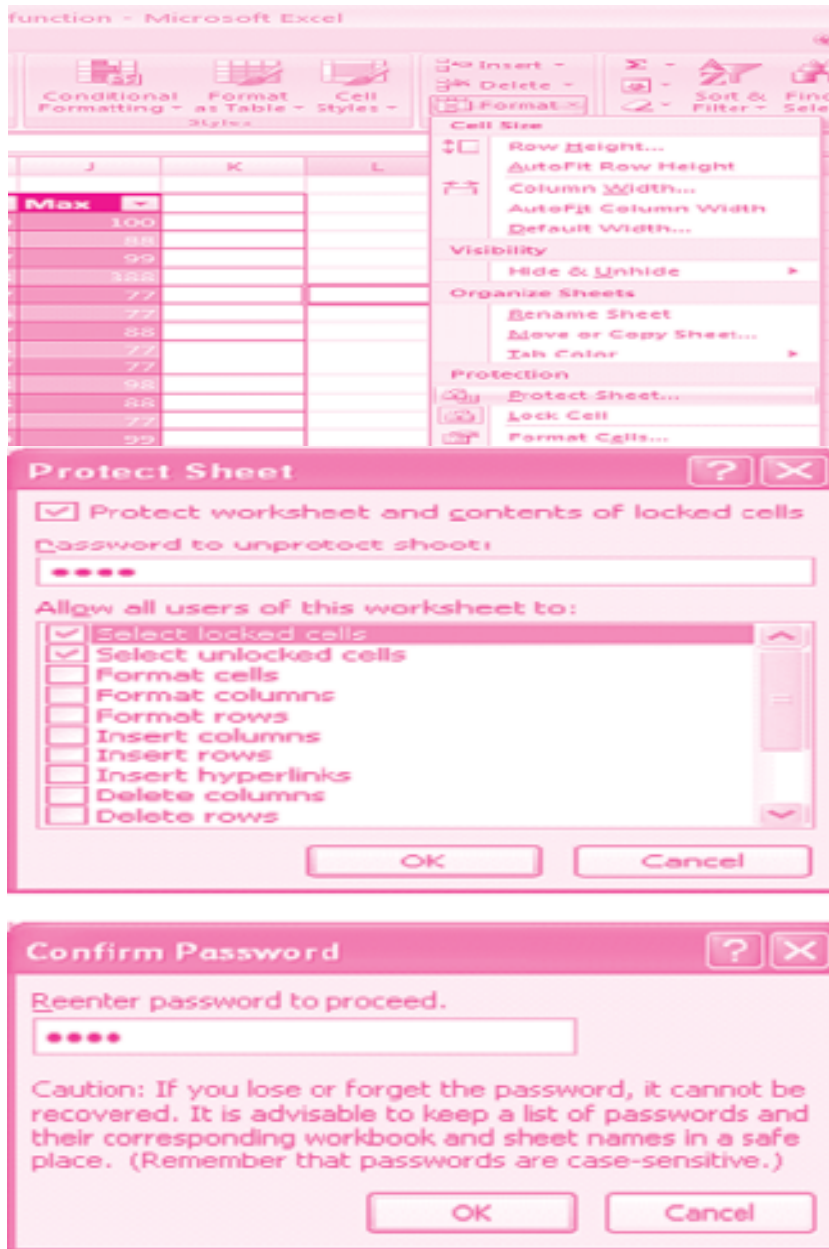 function - Microsoft Excel
Conditional Formatting
Format as Table
Cell Styles
Styles
Insert
Delete
Format
Σ
Sort & Filter
Find
Sele
Cell Size
Row Height...
AutoFit Row Height
Column Width...
AutoFit Column Width
Default Width...
Visibility
Hide & Unhide
Organize Sheets
Rename Sheet
Move or Copy Sheet...
Tab Color
Protection
Protect Sheet...
Lock Cell
Format Cells...
J K L
Max
100
88
99
188
77
77
88
77
77
98
88
77
99
Protect Sheet
Protect worksheet and contents of locked cells
Password to unprotoct shoot:
Allow all users of this worksheet to:
Select locked cells
Select unlocked cells
Format cells
Format columns
Format rows
Insert columns
Insert rows
Insert hyperlinks
Delete columns
Delete rows
OK Cancel
Confirm Password
Reenter password to proceed.
Caution: If you lose or forget the password, it cannot be
recovered. It is advisable to keep a list of passwords and
their corresponding workbook and sheet names in a safe
place. (Remember that passwords are case-sensitive.)
OK Cancel